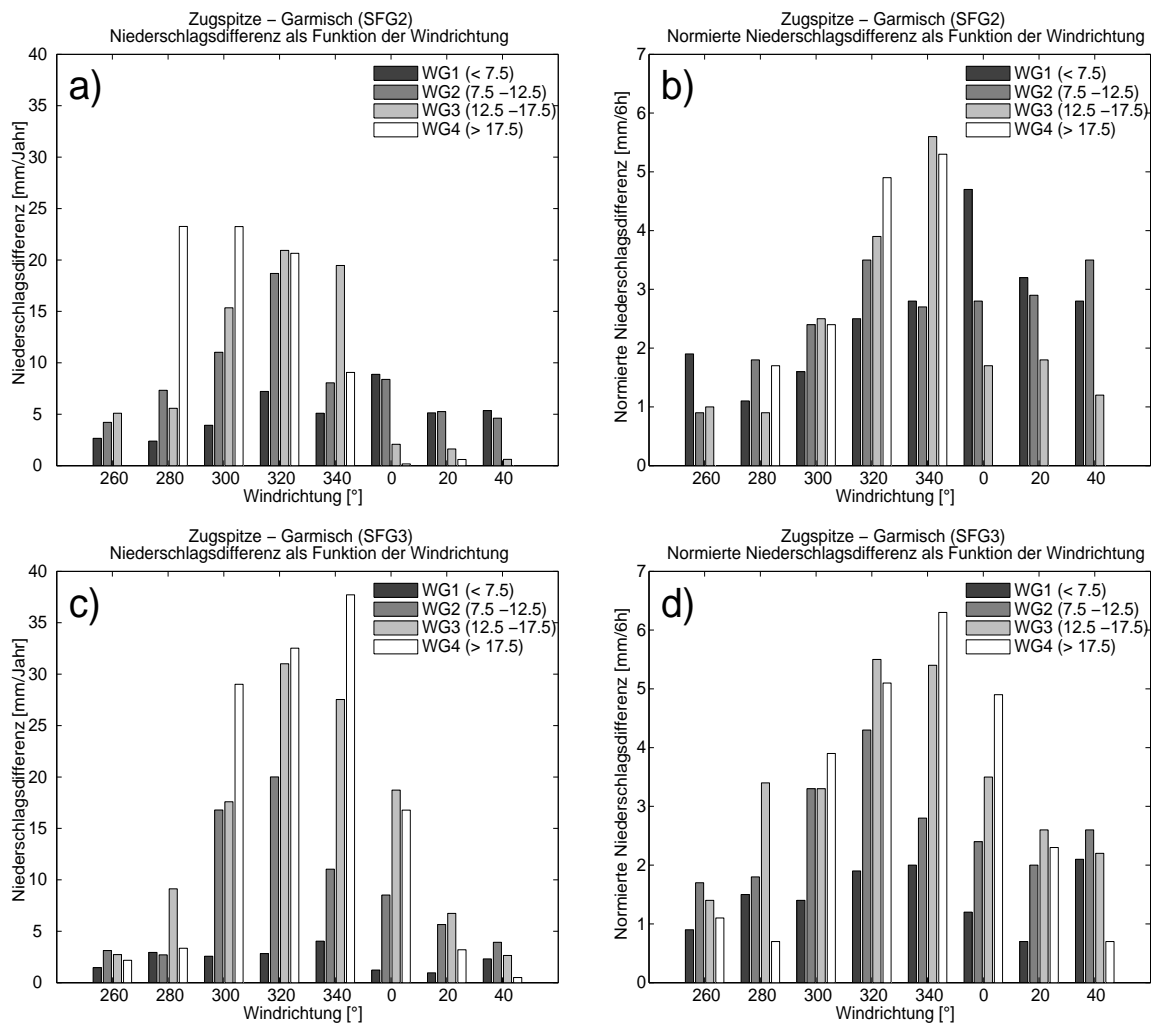 Zugspitze – Garmisch (SFG2)
Niederschlagsdifferenz als Funktion der Windrichtung
a)
WG1 (< 7.5)
WG2 (7.5 –12.5)
WG3 (12.5 –17.5)
WG4 (> 17.5)
Niederschlagsdifferenz [mm/Jahr]
40
35
30
25
20
15
10
5
0
260 280 300 320 340 0 20 40
Windrichtung [°]
Zugspitze – Garmisch (SFG2)
Normierte Niederschlagsdifferenz als Funktion der Windrichtung
b)
WG1 (< 7.5)
WG2 (7.5 –12.5)
WG3 (12.5 –17.5)
WG4 (> 17.5)
Normierte Niederschlagsdifferenz [mm/6h]
7
6
5
4
3
2
1
0
260 280 300 320 340 0 20 40
Windrichtung [°]
Zugspitze – Garmisch (SFG3)
Niederschlagsdifferenz als Funktion der Windrichtung
c)
WG1 (< 7.5)
WG2 (7.5 –12.5)
WG3 (12.5 –17.5)
WG4 (> 17.5)
Niederschlagsdifferenz [mm/Jahr]
40
35
30
25
20
15
10
5
0
260 280 300 320 340 0 20 40
Windrichtung [°]
Zugspitze – Garmisch (SFG3)
Normierte Niederschlagsdifferenz als Funktion der Windrichtung
d)
WG1 (< 7.5)
WG2 (7.5 –12.5)
WG3 (12.5 –17.5)
WG4 (> 17.5)
Normierte Niederschlagsdifferenz [mm/6h]
7
6
5
4
3
2
1
0
260 280 300 320 340 0 20 40
Windrichtung [°]